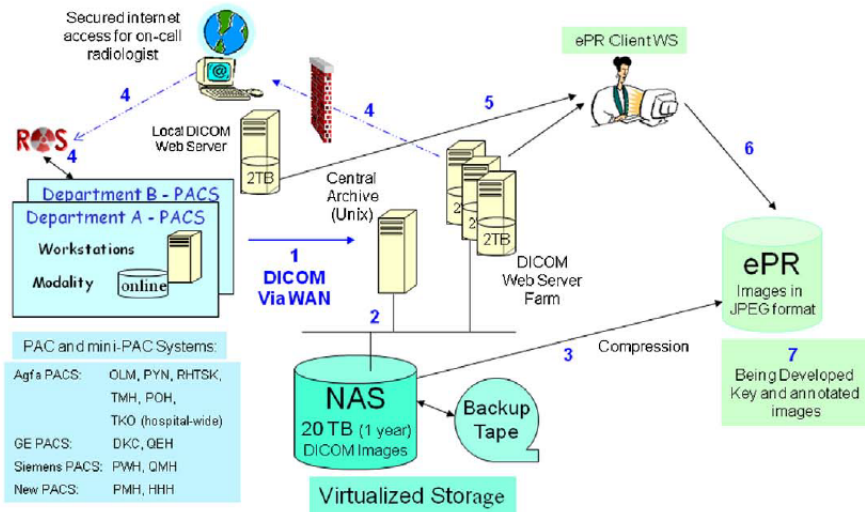 Secured internet
access for on-call
radiologist
ePR Client WS
4
4
5
Local DICOM
Web Server
2TB
ROS
4
6
Department B - PACS
Department A - PACS
Workstations
Modality
online
Central
Archive
(Unix)
2
2
2TB
1
DICOM
Via WAN
DICOM
Web Server
Farm
ePR
Images in
JPEG format
2
3
Compression
PAC and mini-PAC Systems:
Agfa PACS: OLM, PYN, RHTSK,
TMH, POH,
TKO (hospital-wide)
GE PACS: DKC, QEH
Siemens PACS: PWH, QMH
New PACS: PMH, HHH
NAS
20 TB (1 year)
DICOM Images
Backup
Tape
7
Being Developed
Key and annotated
images
Virtualized Storage